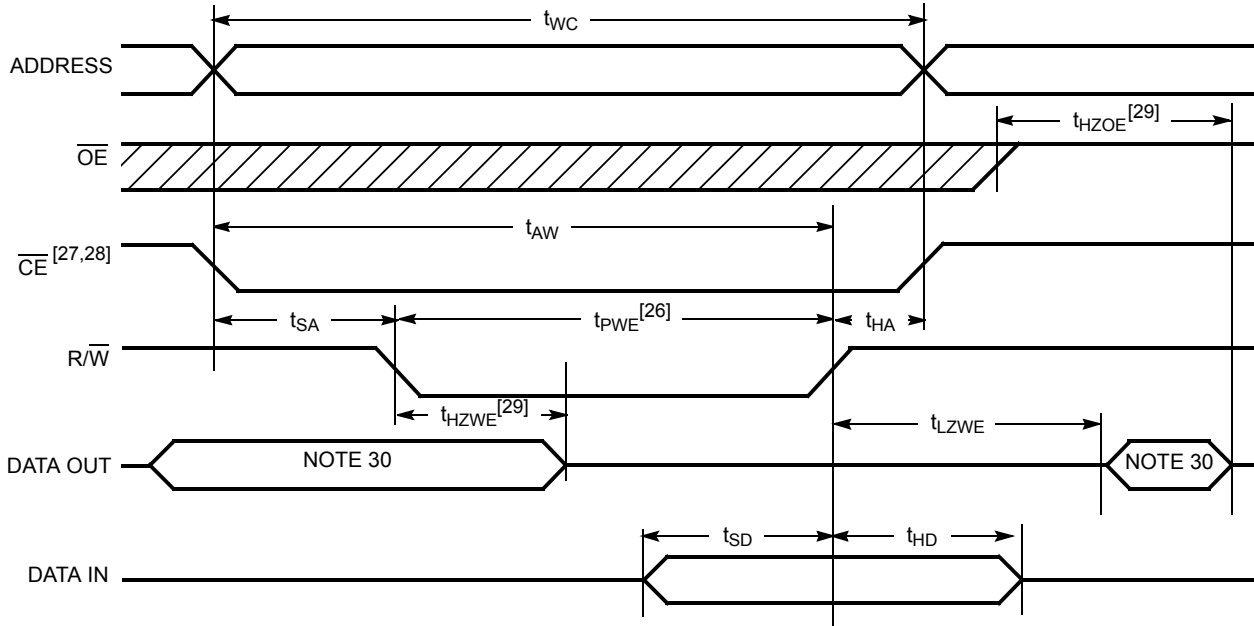 tWC
ADDRESS
tHZOE[29]
OE
tAW
CE [27,28]
tSA
tPWE[26]
tHA
R/W
tHZWE[29]
tLZWE
DATA OUT
NOTE 30
NOTE 30
tSD
tHD
DATA IN